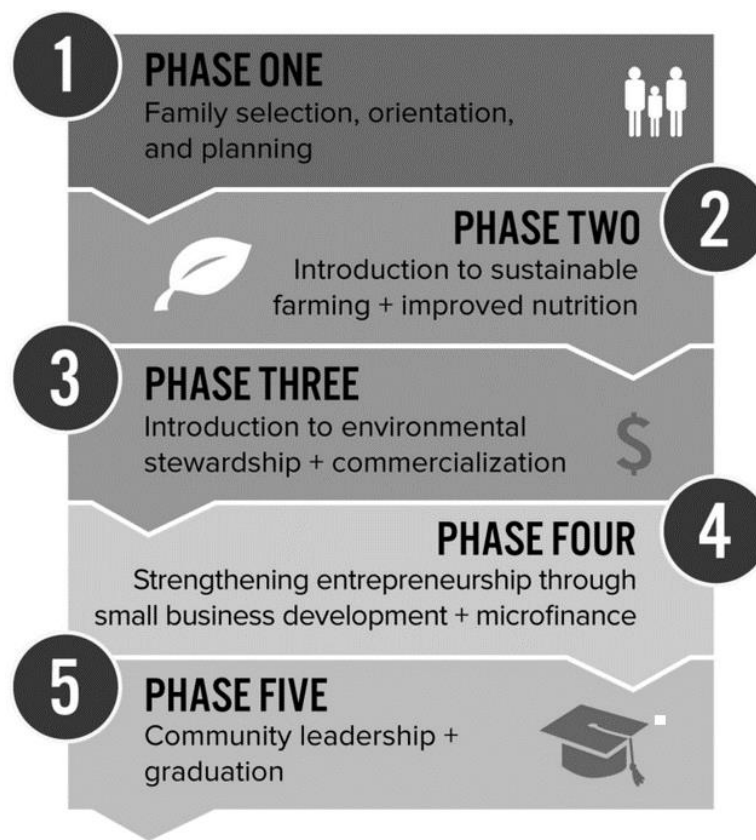 1
PHASE ONE
Family selection, orientation,
and planning
2
PHASE TWO
Introduction to sustainable
farming + improved nutrition
3
PHASE THREE
Introduction to environmental
stewardship + commercialization
$
4
PHASE FOUR
Strengthening entrepreneurship through
small business development + microfinance
5
PHASE FIVE
Community leadership +
graduation